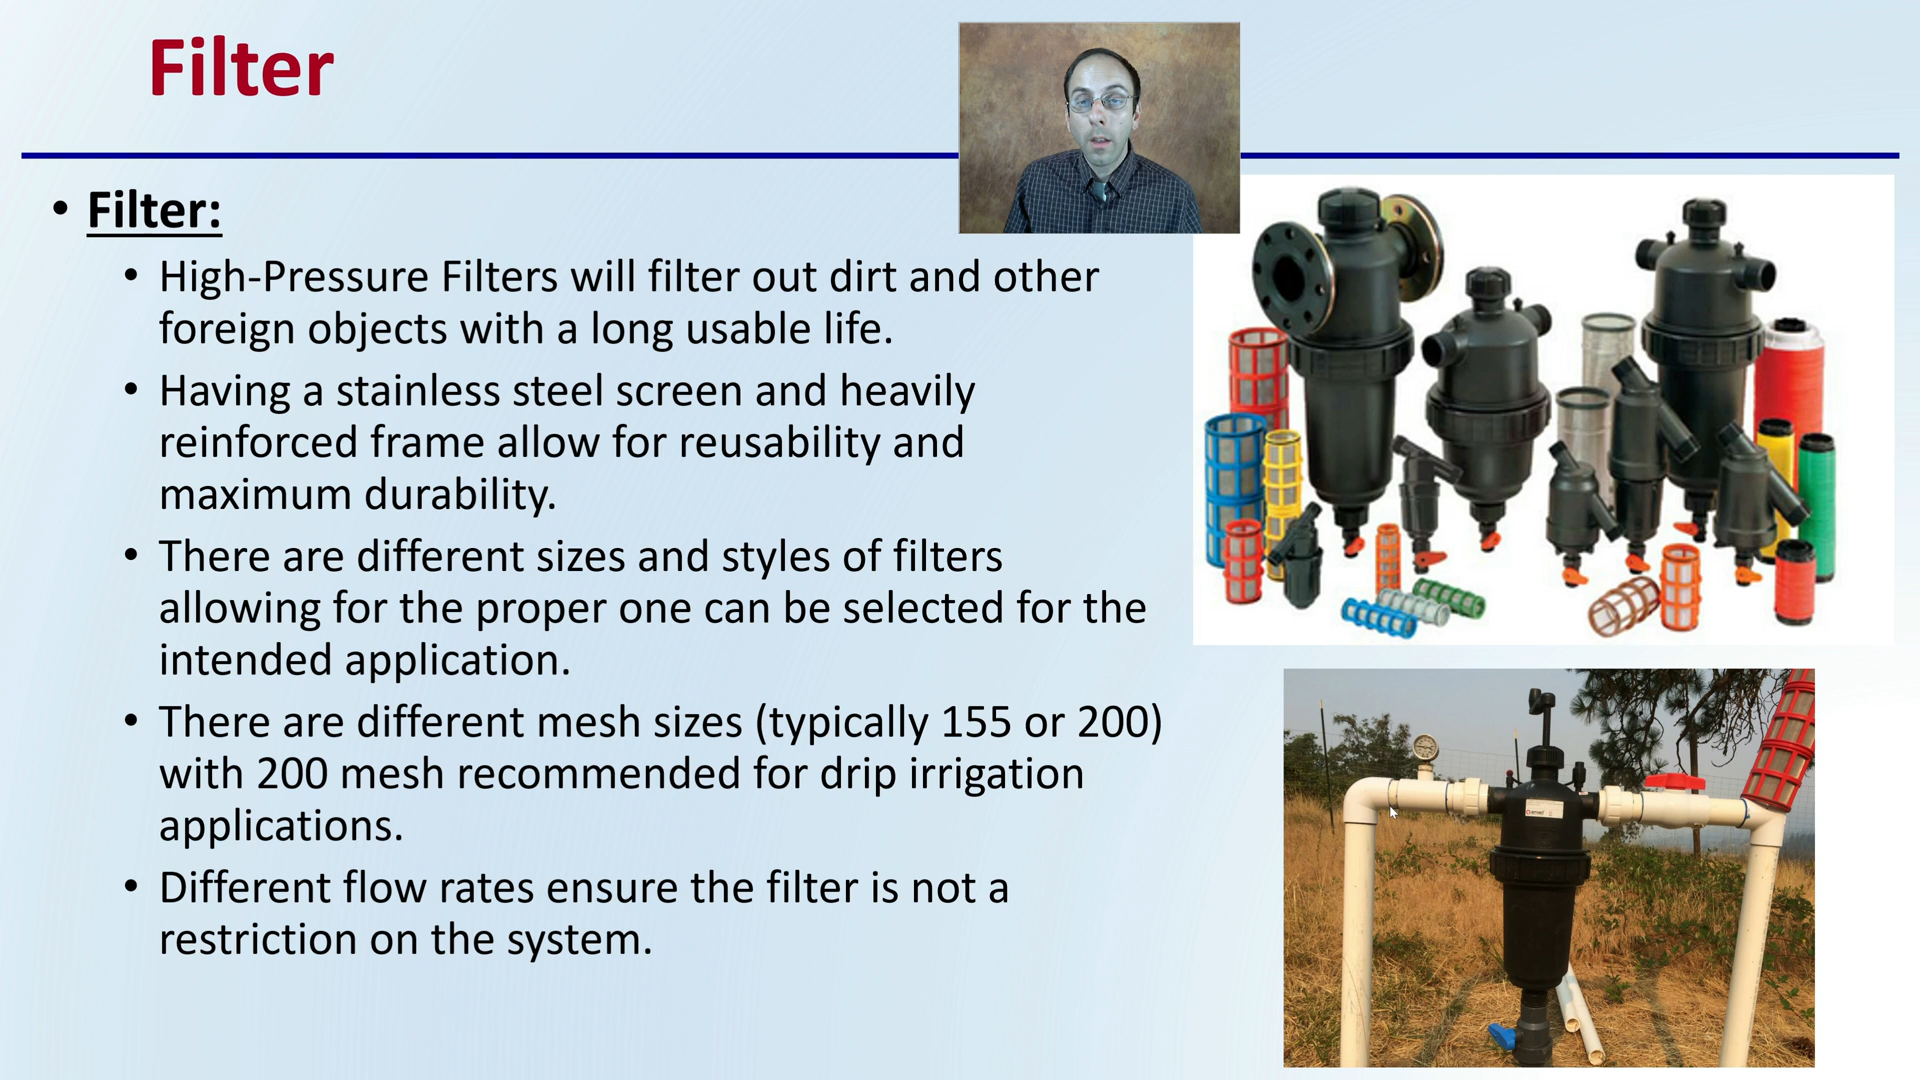 Filter
• Filter:
• High-Pressure Filters will filter out dirt and other
foreign objects with a long usable life.
• Having a stainless steel screen and heavily
reinforced frame allow for reusability and
maximum durability.
• There are different sizes and styles of filters
allowing for the proper one can be selected for the
intended application.
• There are different mesh sizes (typically 155 or 200)
with 200 mesh recommended for drip irrigation
applications.
• Different flow rates ensure the filter is not a
restriction on the system.